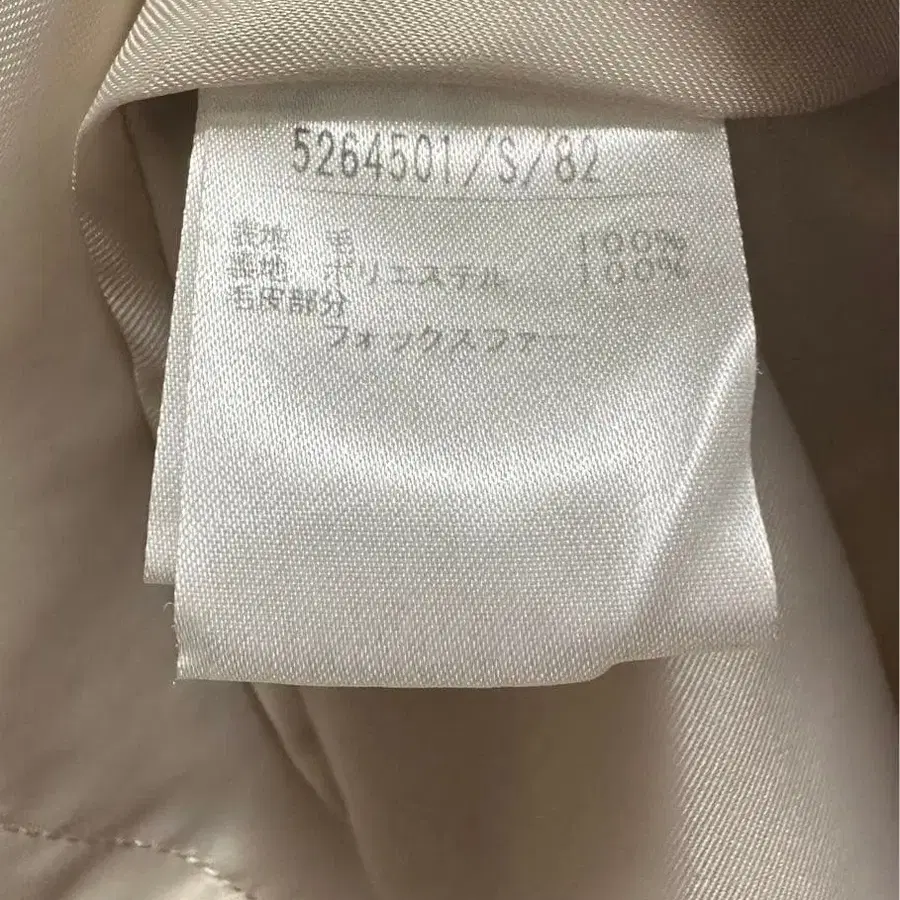 5264501/S/82
表地 毛 100%
裏地 ポリエステル 100%
毛皮部分
フォックスファー